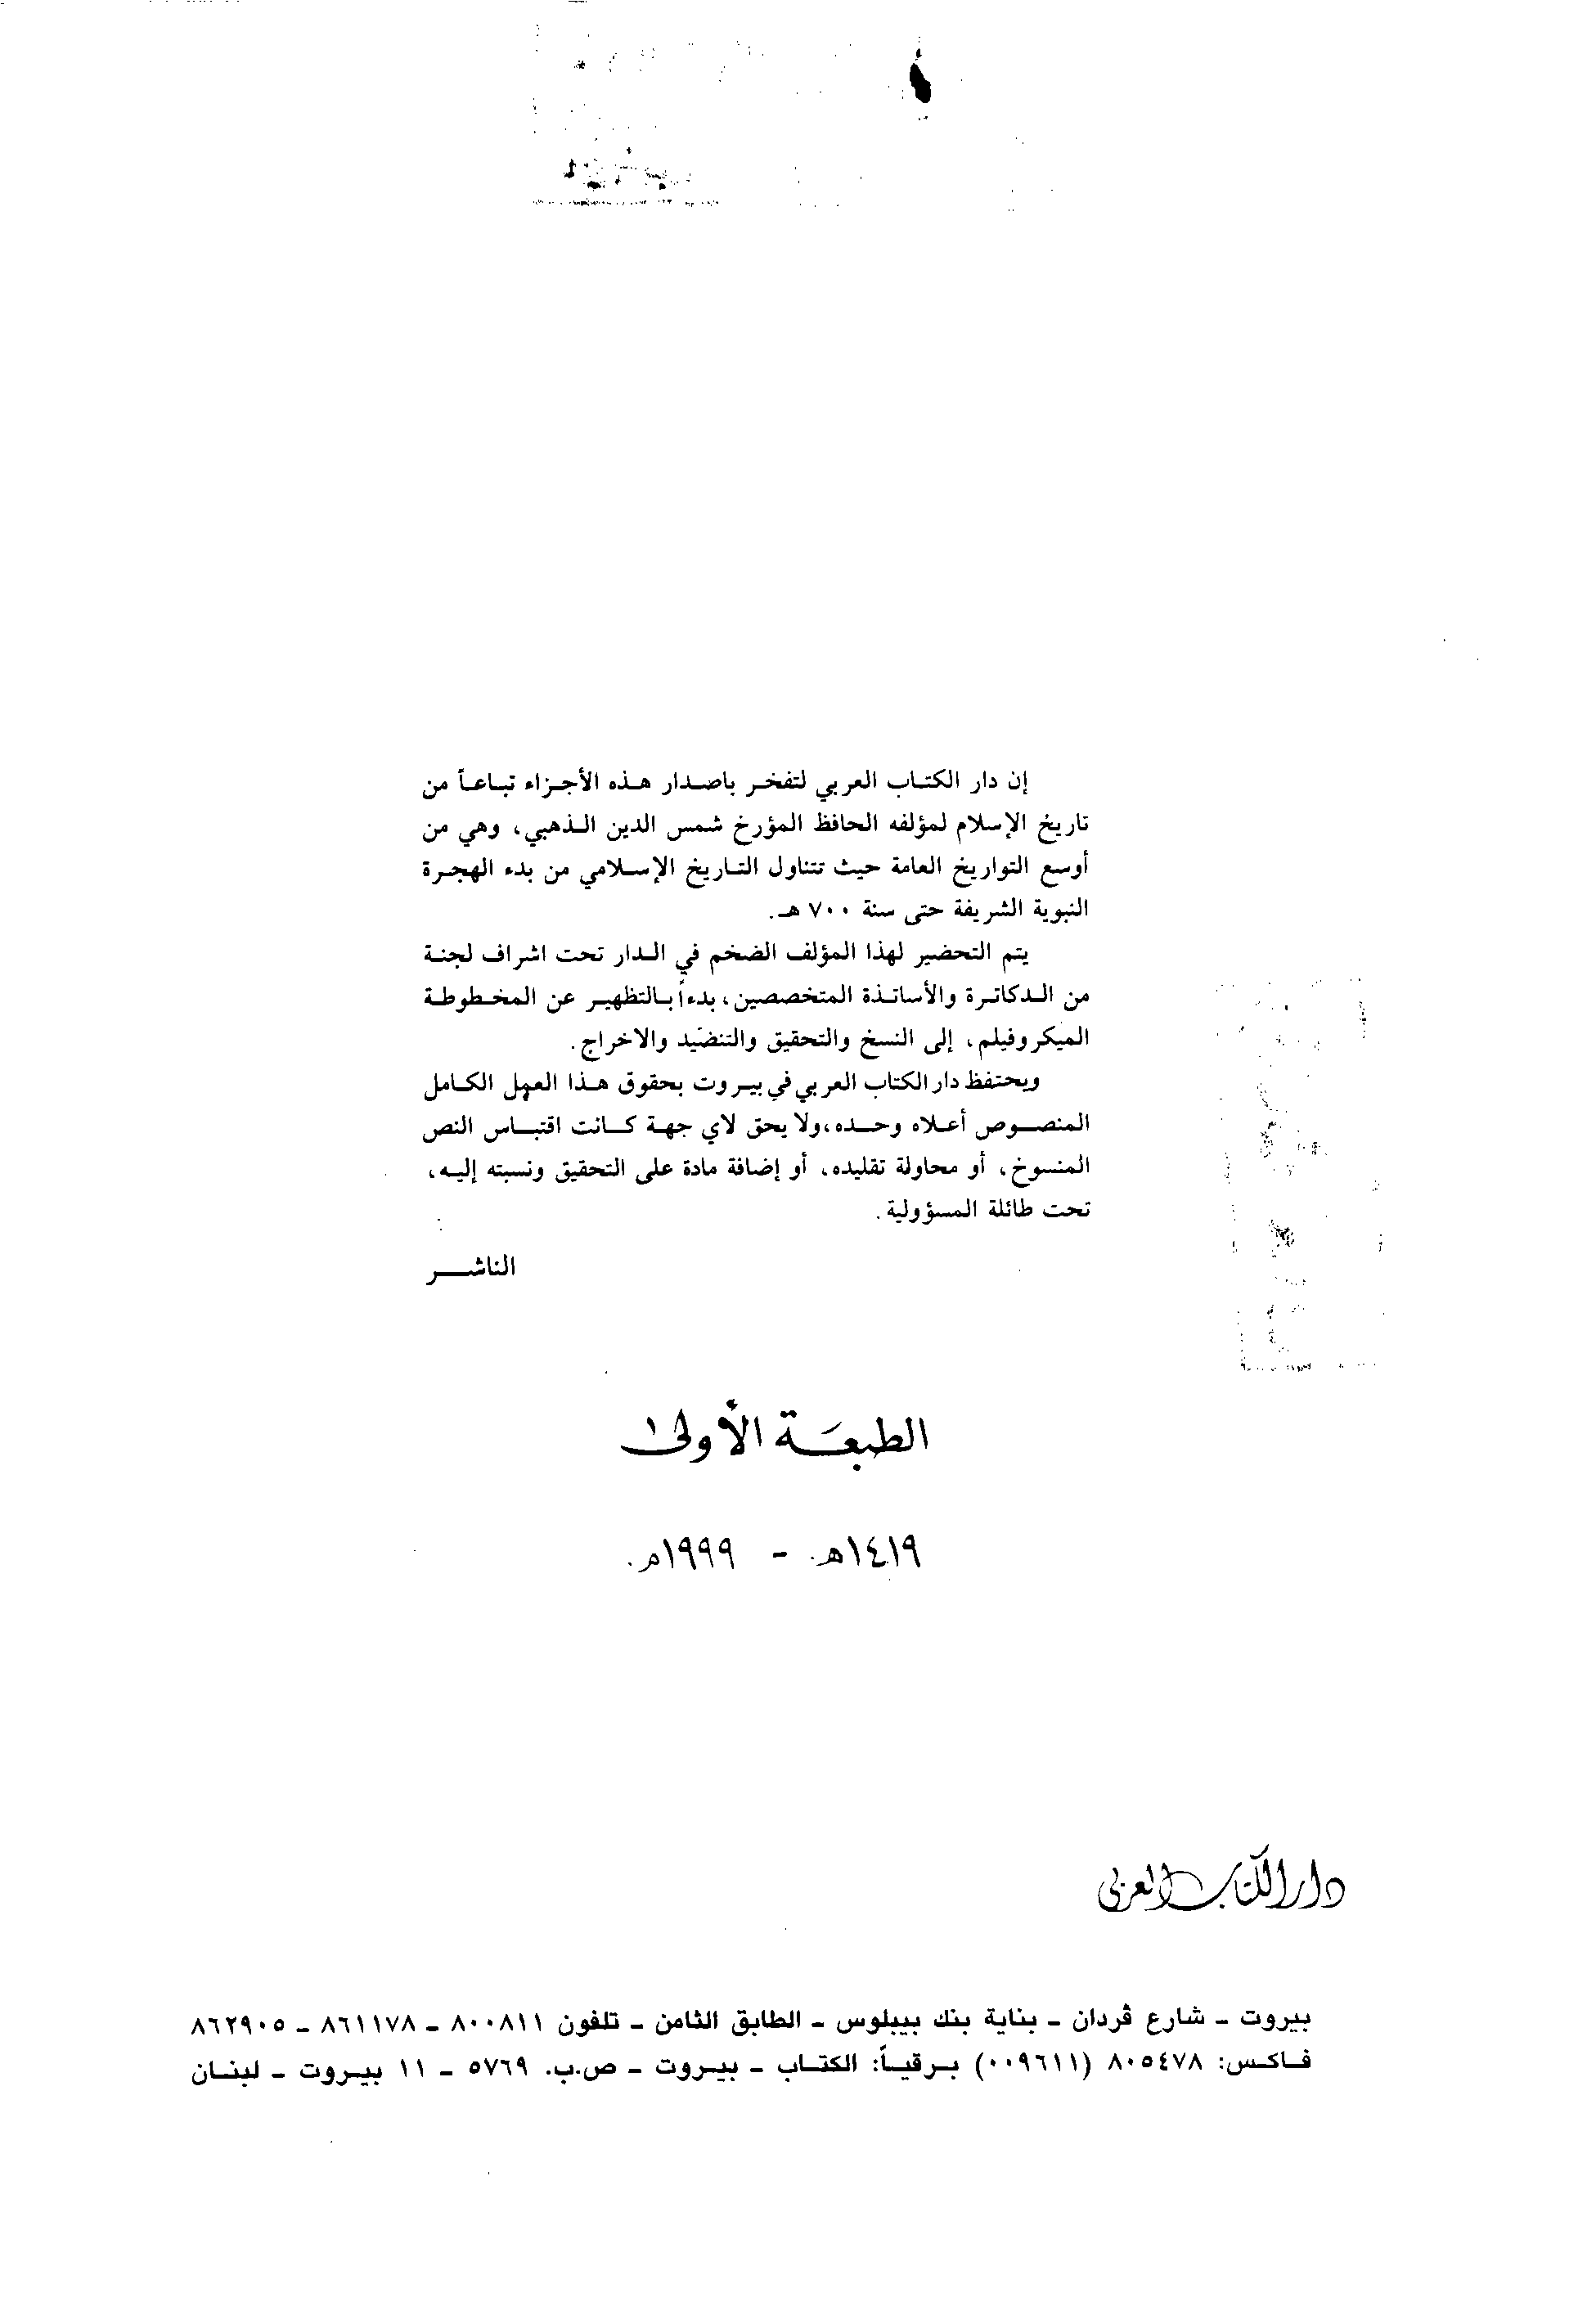 إن دار الكتاب العربي لتفخر باصدار هذه الأجزاء تباعاً من
تاريخ الإسلام لمؤلفه الحافظ المؤرخ شمس الدين الذهبي، وهي من
أوسع التواريخ العامة حيث تتناول التاريخ الإسلامي من بدء الهجرة
النبوية الشريفة حتى سنة ٧٠٠ هـ.
يتم التحضير لهذا المؤلف الضخم في الدار تحت اشراف لجنة
من الدكاترة والأساتذة المتخصصين، بدءاً بالتظهير عن المخطوطة
الميكروفيلم، إلى النسخ والتحقيق والتنضيد والاخراج.
ويحتفظ دار الكتاب العربي في بيروت بحقوق هذا العمل الكامل
المنصوص أعلاه وحده، ولا يحق لاي جهة كانت اقتباس النص
المنسوخ، أو محاولة تقليده، أو إضافة مادة على التحقيق ونسبته إليه،
تحت طائلة المسؤولية.
الناشر
الطبعة الأولى
١٤١٩هـ. - ١٩٩٩م.
دار الكتاب العربي
بيروت - شارع ڤردان - بناية بنك بيبلوس - الطابق الثامن - تلفون ٨٠٠٨١١ - ٨٦١١٧٨ - ٨٦٢٩٠٥
فاكس: ٨٠٥٤٧٨ (٠٠٩٦١١) برقياً: الكتاب - بيروت - ص.ب. ٥٧٦٩ - ١١ بيروت - لبنان